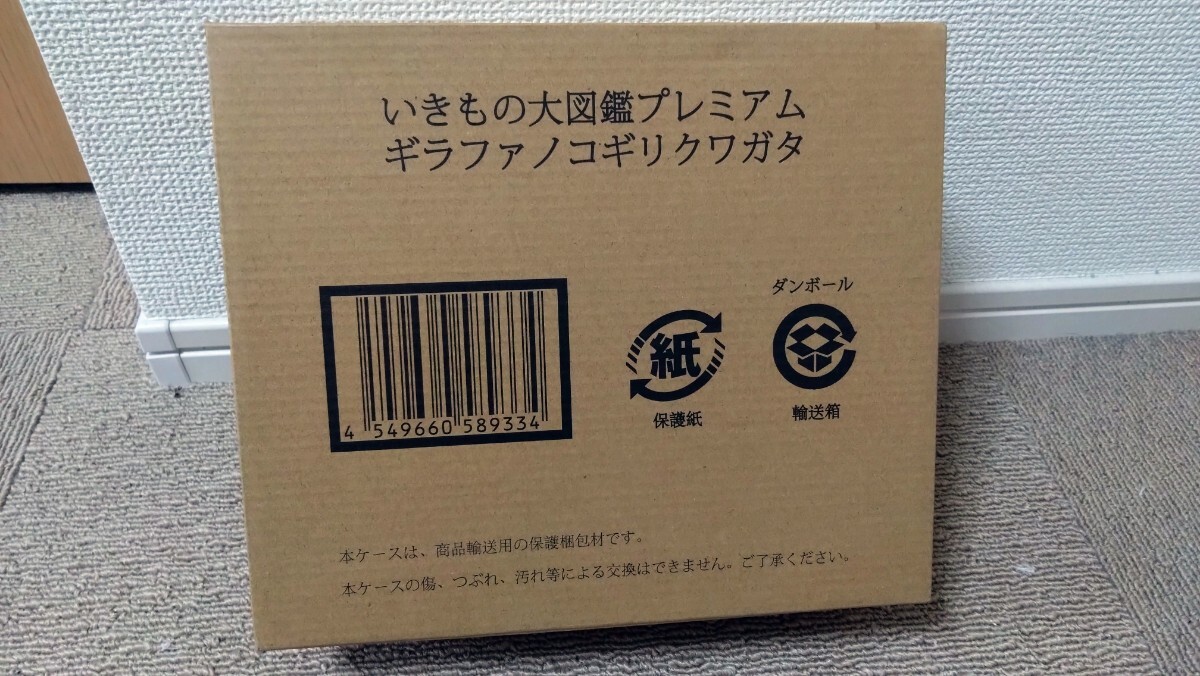 いきもの大図鑑プレミアム
ギラファノコギリクワガタ
ダンボール
紙
保護紙
輸送箱
4 549660 589334
本ケースは、商品輸送用の保護梱包材です。
本ケースの傷、つぶれ、汚れ等による交換はできません。ご了承ください。